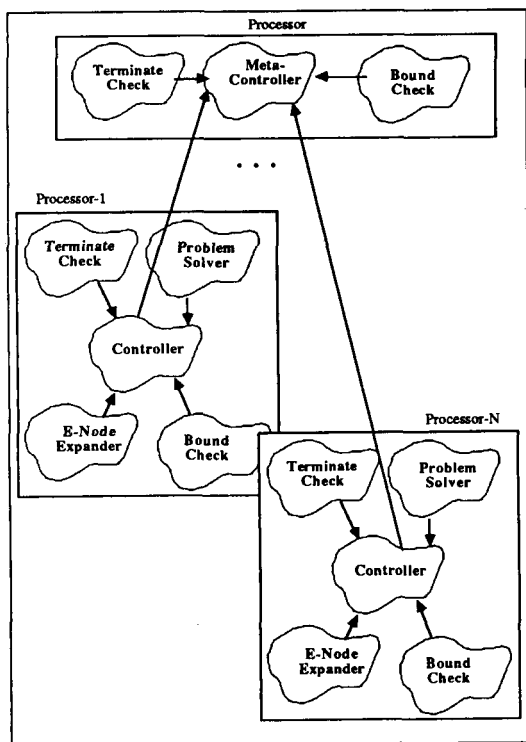 Processor
Terminate
Check
Meta-
Controller
Bound
Check
. . .
Processor-1
Terminate
Check
Problem
Solver
Controller
E-Node
Expander
Bound
Check
Processor-N
Terminate
Check
Problem
Solver
Controller
E-Node
Expander
Bound
Check